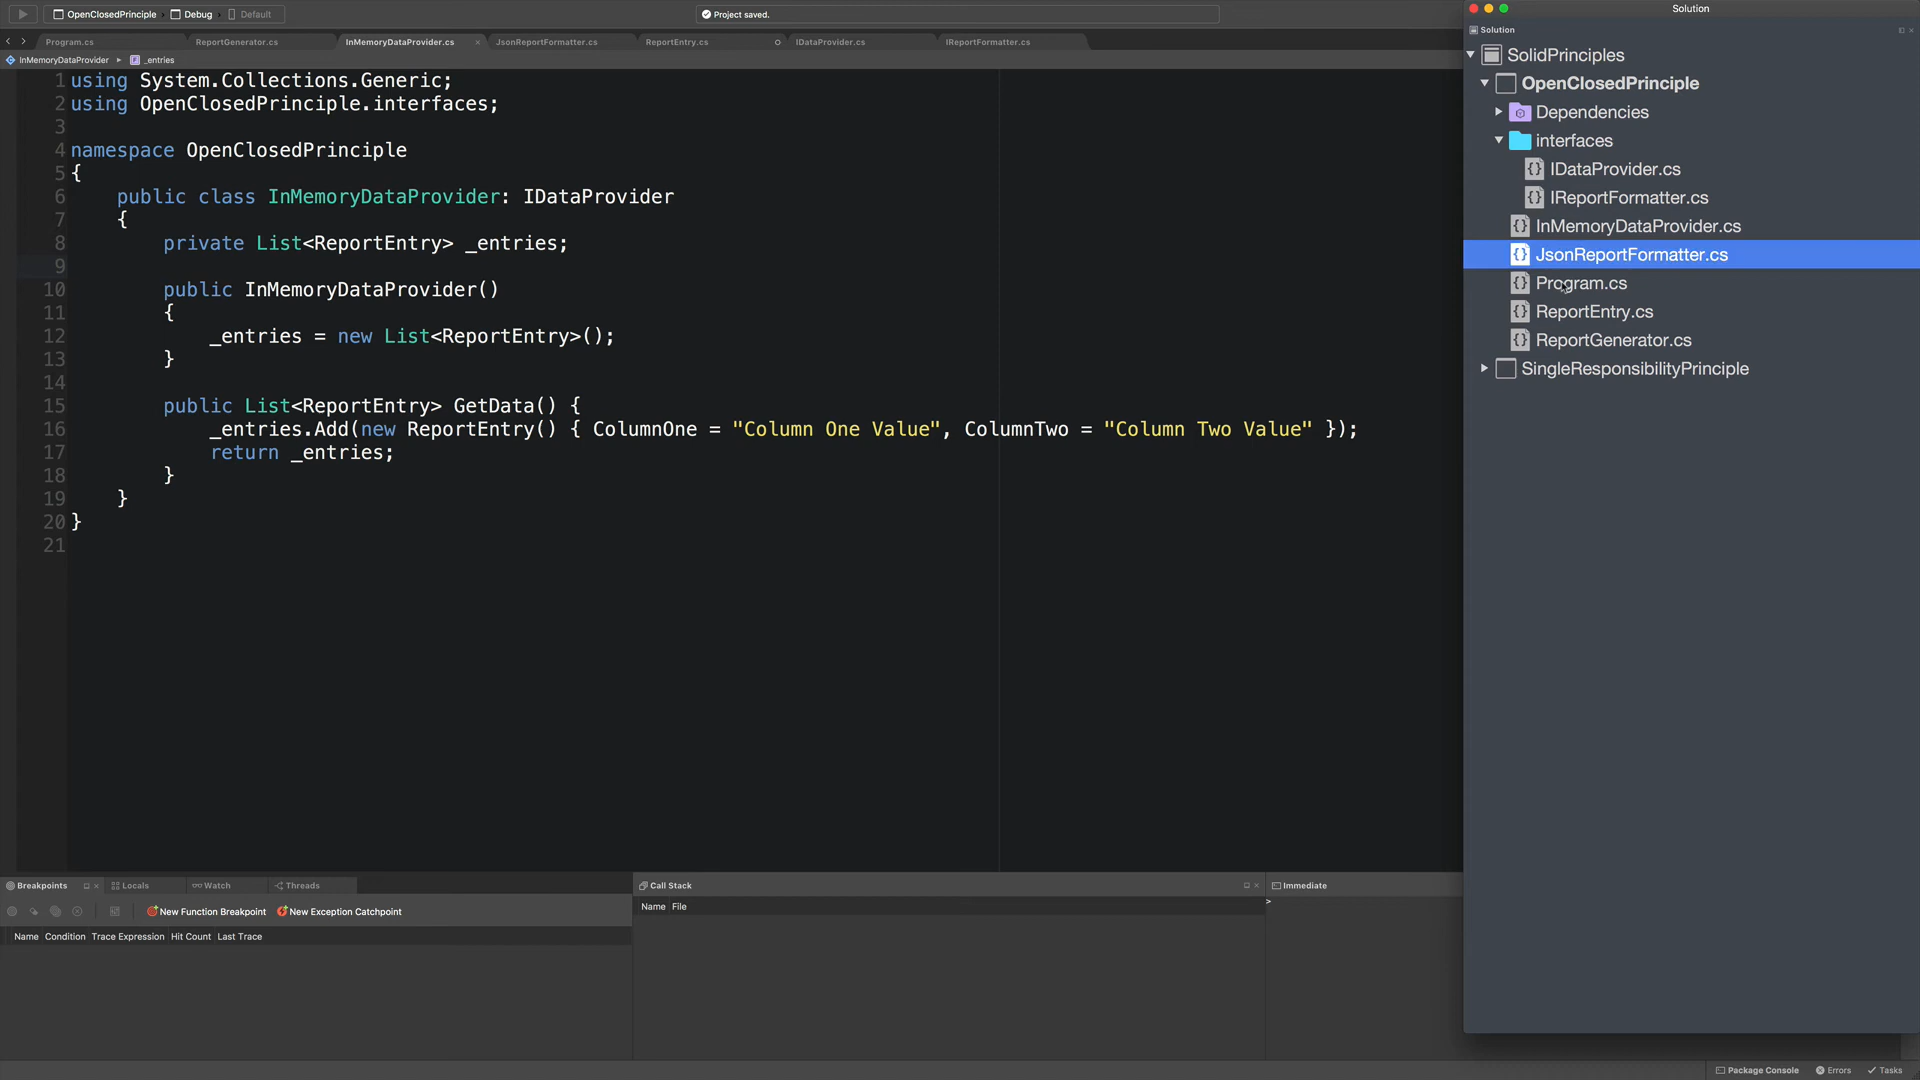 OpenClosedPrinciple › Debug › Default
Project saved.
Solution
Program.cs ReportGenerator.cs InMemoryDataProvider.cs JsonReportFormatter.cs ReportEntry.cs IDataProvider.cs IReportFormatter.cs
InMemoryDataProvider _entries
1 using System.Collections.Generic;
2 using OpenClosedPrinciple.interfaces;
3
4 namespace OpenClosedPrinciple
5 {
6 public class InMemoryDataProvider: IDataProvider
7 {
8 private List<ReportEntry> _entries;
9
10 public InMemoryDataProvider()
11 {
12 _entries = new List<ReportEntry>();
13 }
14
15 public List<ReportEntry> GetData() {
16 _entries.Add(new ReportEntry() { ColumnOne = "Column One Value", ColumnTwo = "Column Two Value" });
17 return _entries;
18 }
19 }
20 }
21
Solution
SolidPrinciples
OpenClosedPrinciple
Dependencies
interfaces
{} IDataProvider.cs
{} IReportFormatter.cs
{} InMemoryDataProvider.cs
{} JsonReportFormatter.cs
{} Program.cs
{} ReportEntry.cs
{} ReportGenerator.cs
SingleResponsibilityPrinciple
Breakpoints Locals Watch Threads
New Function Breakpoint New Exception Catchpoint
Name Condition Trace Expression Hit Count Last Trace
Call Stack
Name File
Immediate
>
Package Console Errors Tasks